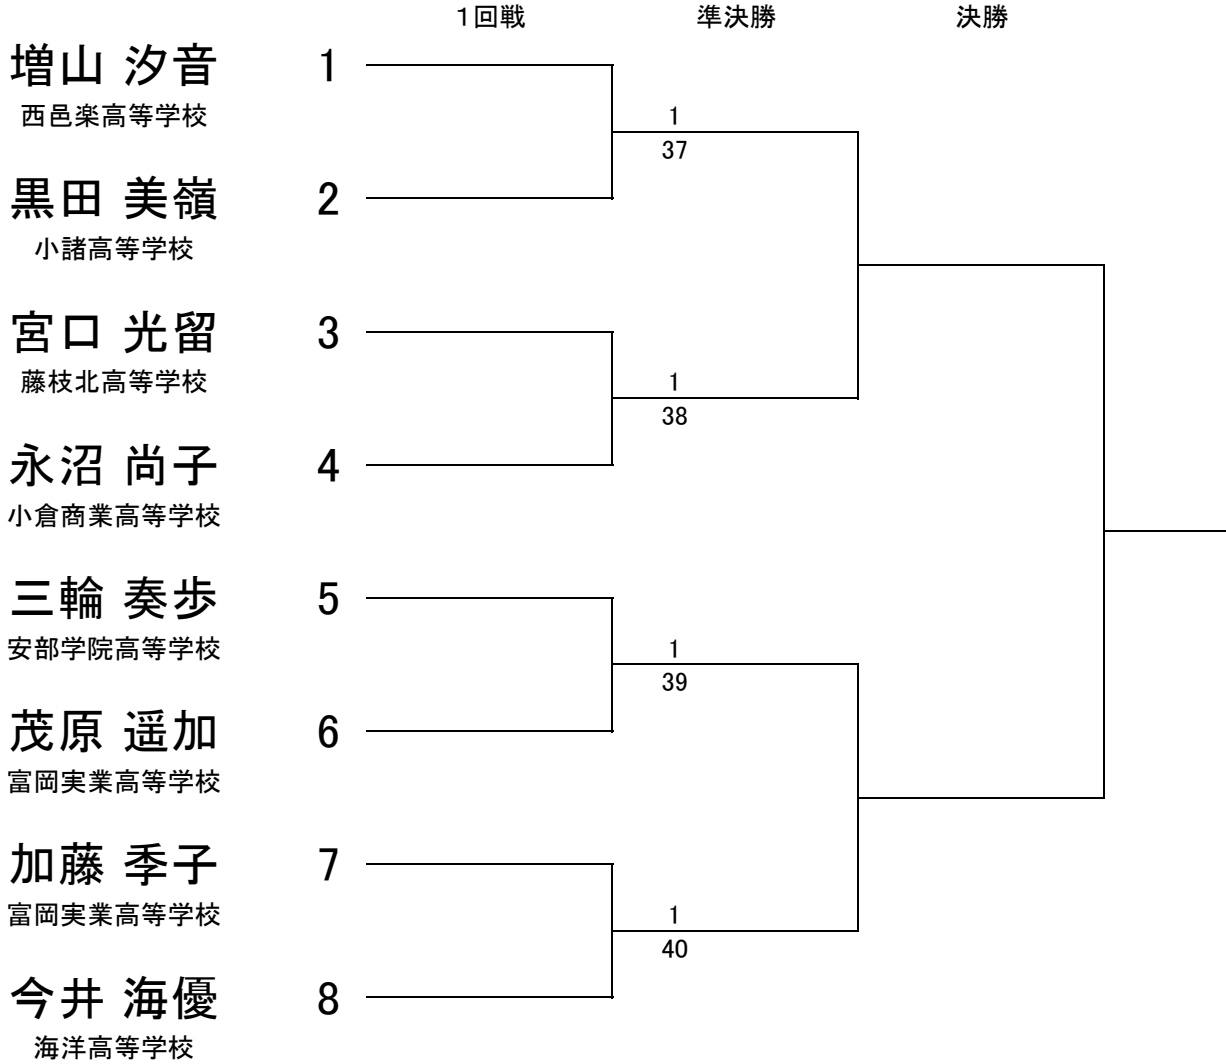 1回戦 準決勝 決勝
増山 汐音 1
西邑楽高等学校
1
37
黒田 美嶺 2
小諸高等学校
宮口 光留 3
藤枝北高等学校
1
38
永沼 尚子 4
小倉商業高等学校
三輪 奏歩 5
安部学院高等学校
1
39
茂原 遥加 6
富岡実業高等学校
加藤 季子 7
富岡実業高等学校
1
40
今井 海優 8
海洋高等学校